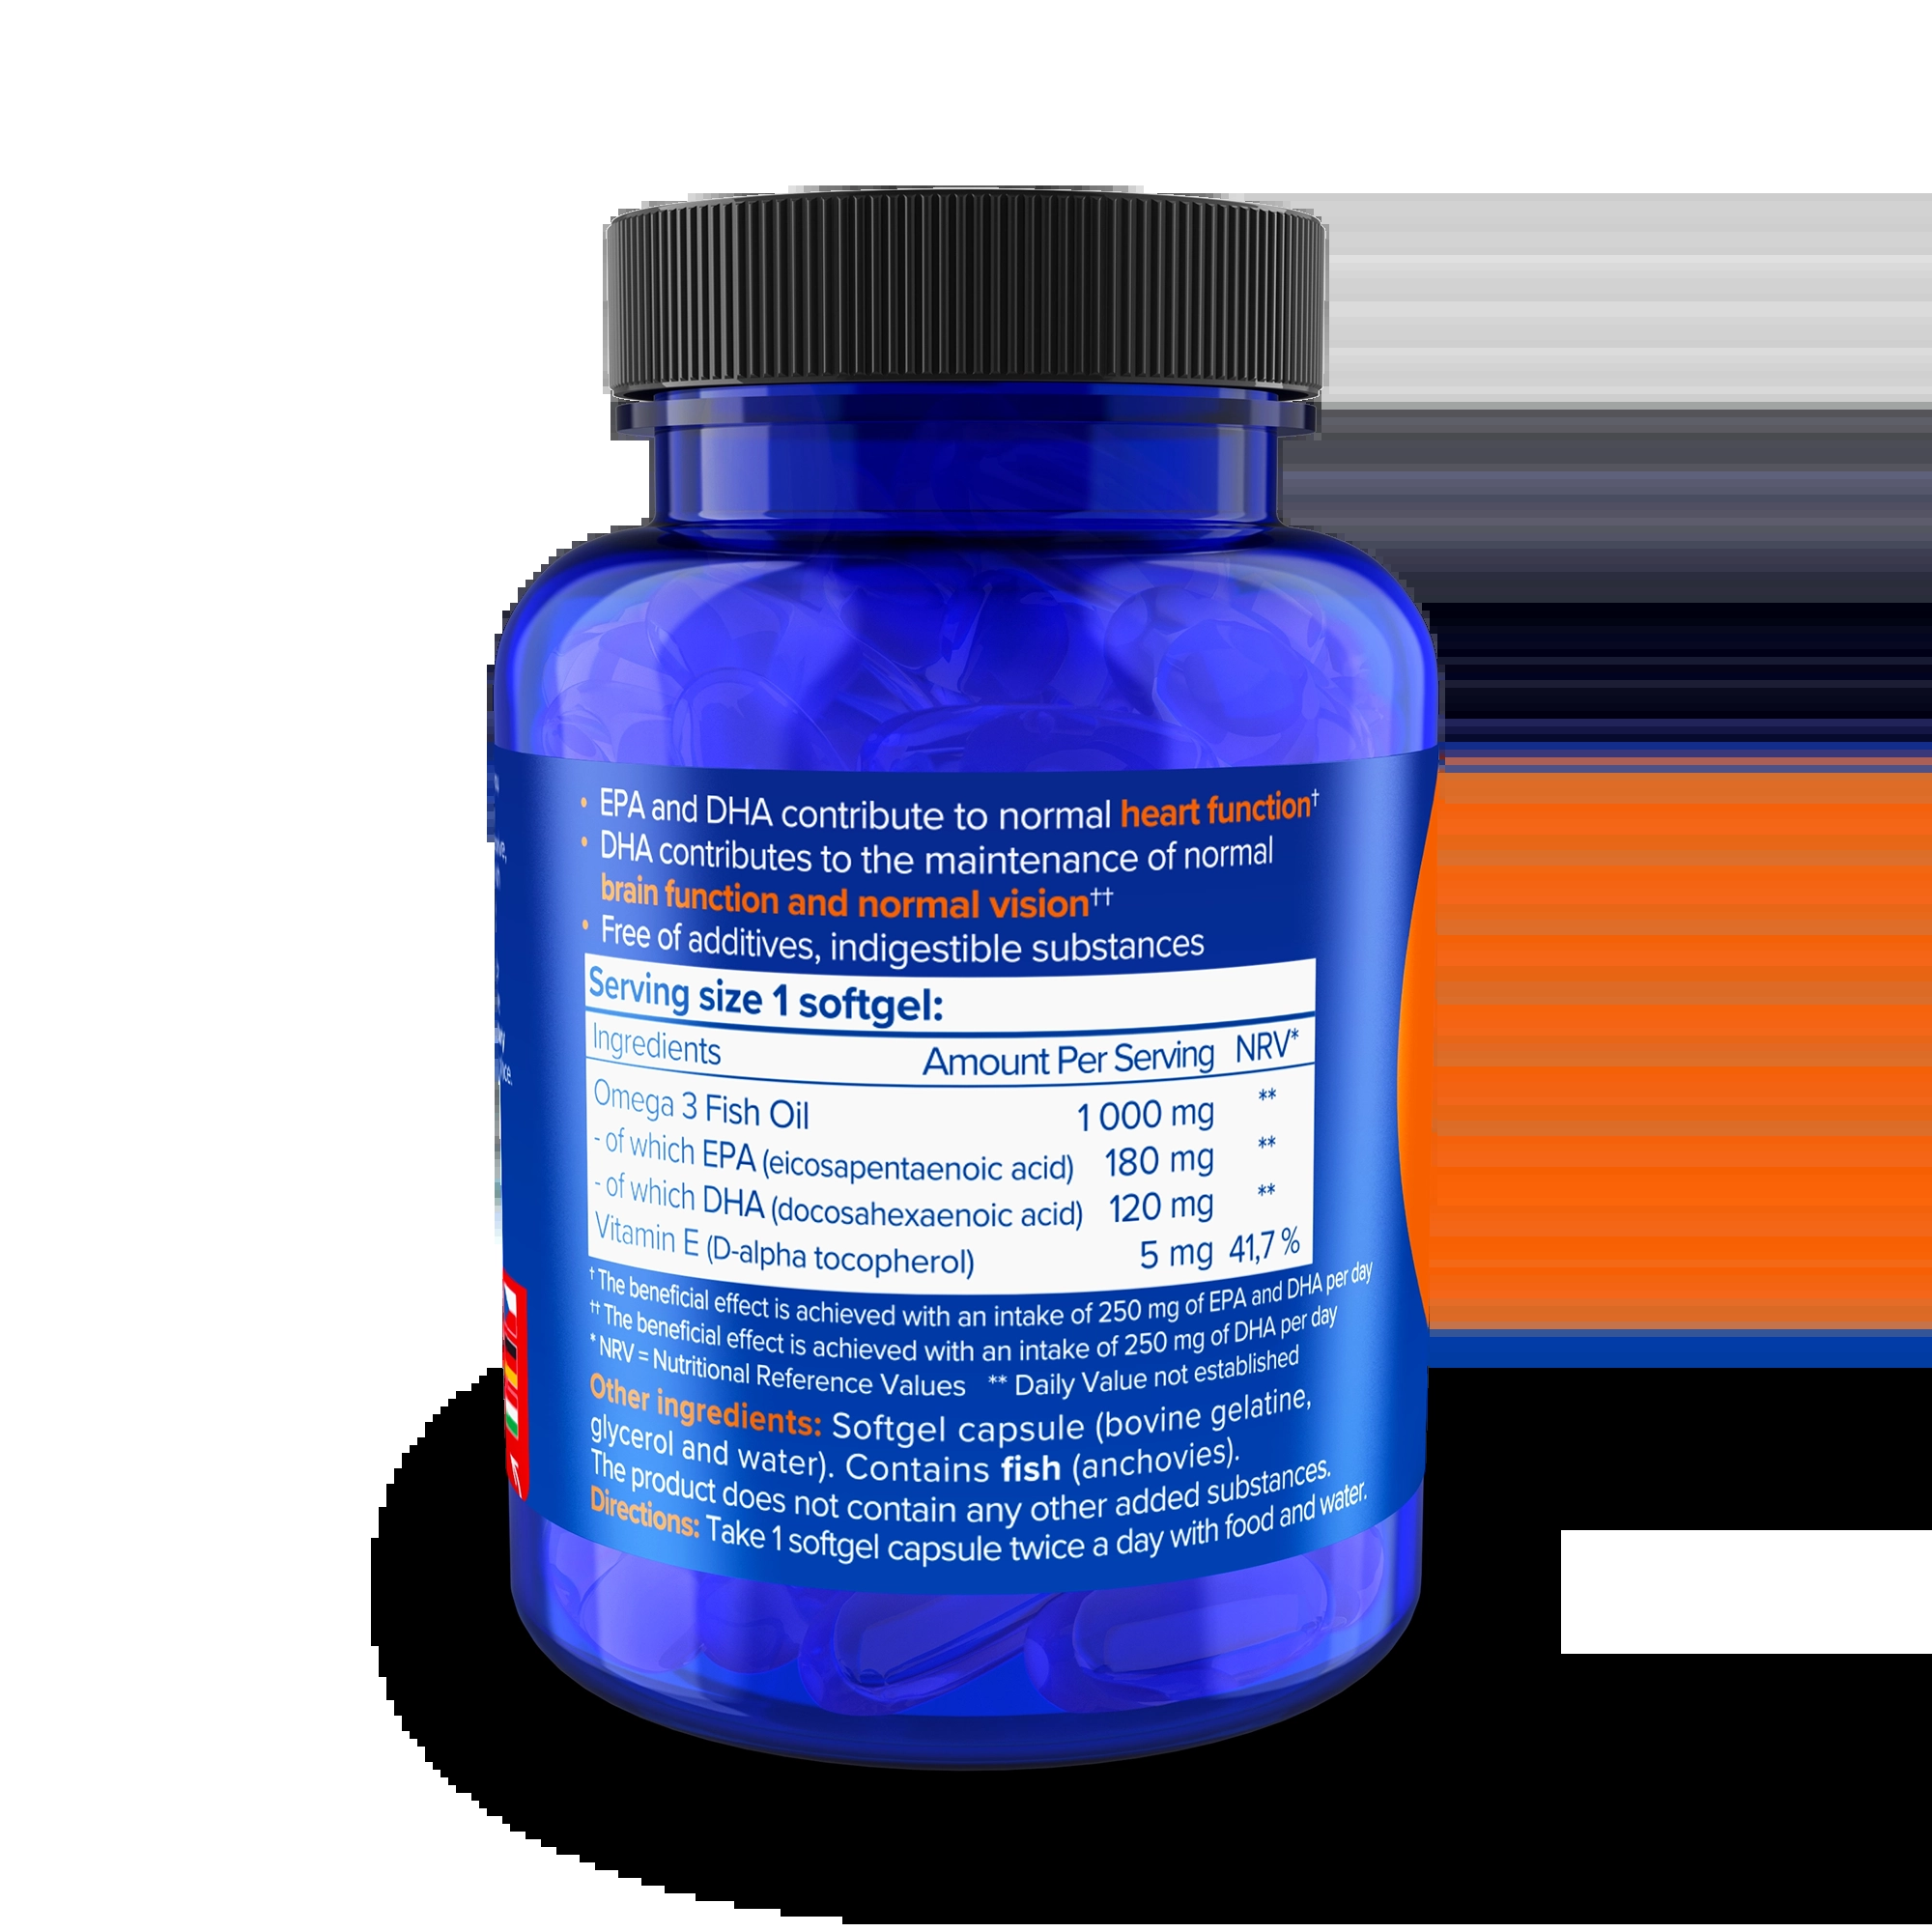 • EPA and DHA contribute to normal heart function†
• DHA contributes to the maintenance of normal
brain function and normal vision††
• Free of additives, indigestible substances
Serving size 1 softgel:
Ingredients Amount Per Serving NRV*
Omega 3 Fish Oil 1 000 mg **
- of which EPA (eicosapentaenoic acid) 180 mg **
- of which DHA (docosahexaenoic acid) 120 mg **
Vitamin E (D-alpha tocopherol) 5 mg 41,7 %
† The beneficial effect is achieved with an intake of 250 mg of EPA and DHA per day
†† The beneficial effect is achieved with an intake of 250 mg of DHA per day
* NRV = Nutritional Reference Values ** Daily Value not established
Other ingredients: Softgel capsule (bovine gelatine,
glycerol and water). Contains fish (anchovies).
The product does not contain any other added substances.
Directions: Take 1 softgel capsule twice a day with food and water.